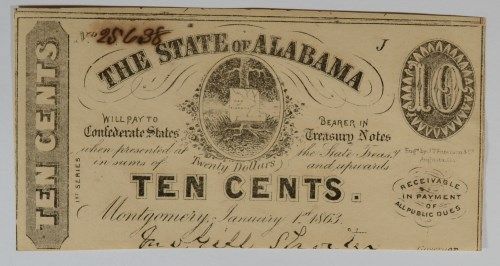 No 25638
J
THE STATE OF ALABAMA
TEN CENTS
10
WILL PAY TO BEARER IN
Confederate States Treasury Notes
when presented at the State Treasy
in sums of Twenty Dollars and upwards
1st SERIES
TEN CENTS.
RECEIVABLE
IN PAYMENT
OF
ALL PUBLIC DUES
Montgomery, January 1st 1863